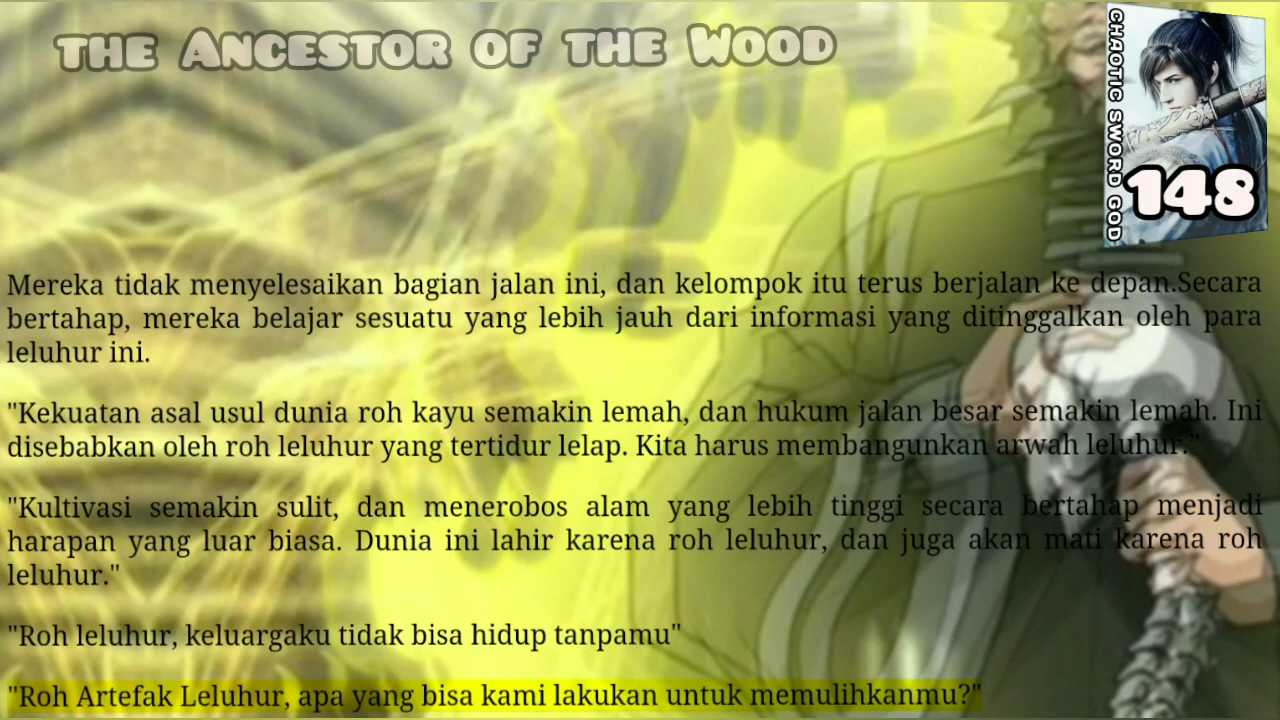 THE ANCESTOR OF THE WOOD
CHAOTIC SWORD GOD
148
Mereka tidak menyelesaikan bagian jalan ini, dan kelompok itu terus berjalan ke depan.Secara
bertahap, mereka belajar sesuatu yang lebih jauh dari informasi yang ditinggalkan oleh para
leluhur ini.
"Kekuatan asal usul dunia roh kayu semakin lemah, dan hukum jalan besar semakin lemah. Ini
disebabkan oleh roh leluhur yang tertidur lelap. Kita harus membangunkan arwah leluhur.”
"Kultivasi semakin sulit, dan menerobos alam yang lebih tinggi secara bertahap menjadi
harapan yang luar biasa. Dunia ini lahir karena roh leluhur, dan juga akan mati karena roh
leluhur."
"Roh leluhur, keluargaku tidak bisa hidup tanpamu"
"Roh Artefak Leluhur, apa yang bisa kami lakukan untuk memulihkanmu?"